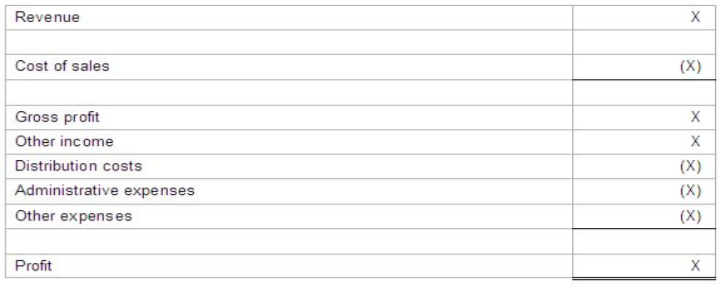 Revenue X
Cost of sales (X)
Gross profit X
Other income X
Distribution costs (X)
Administrative expenses (X)
Other expenses (X)
Profit X